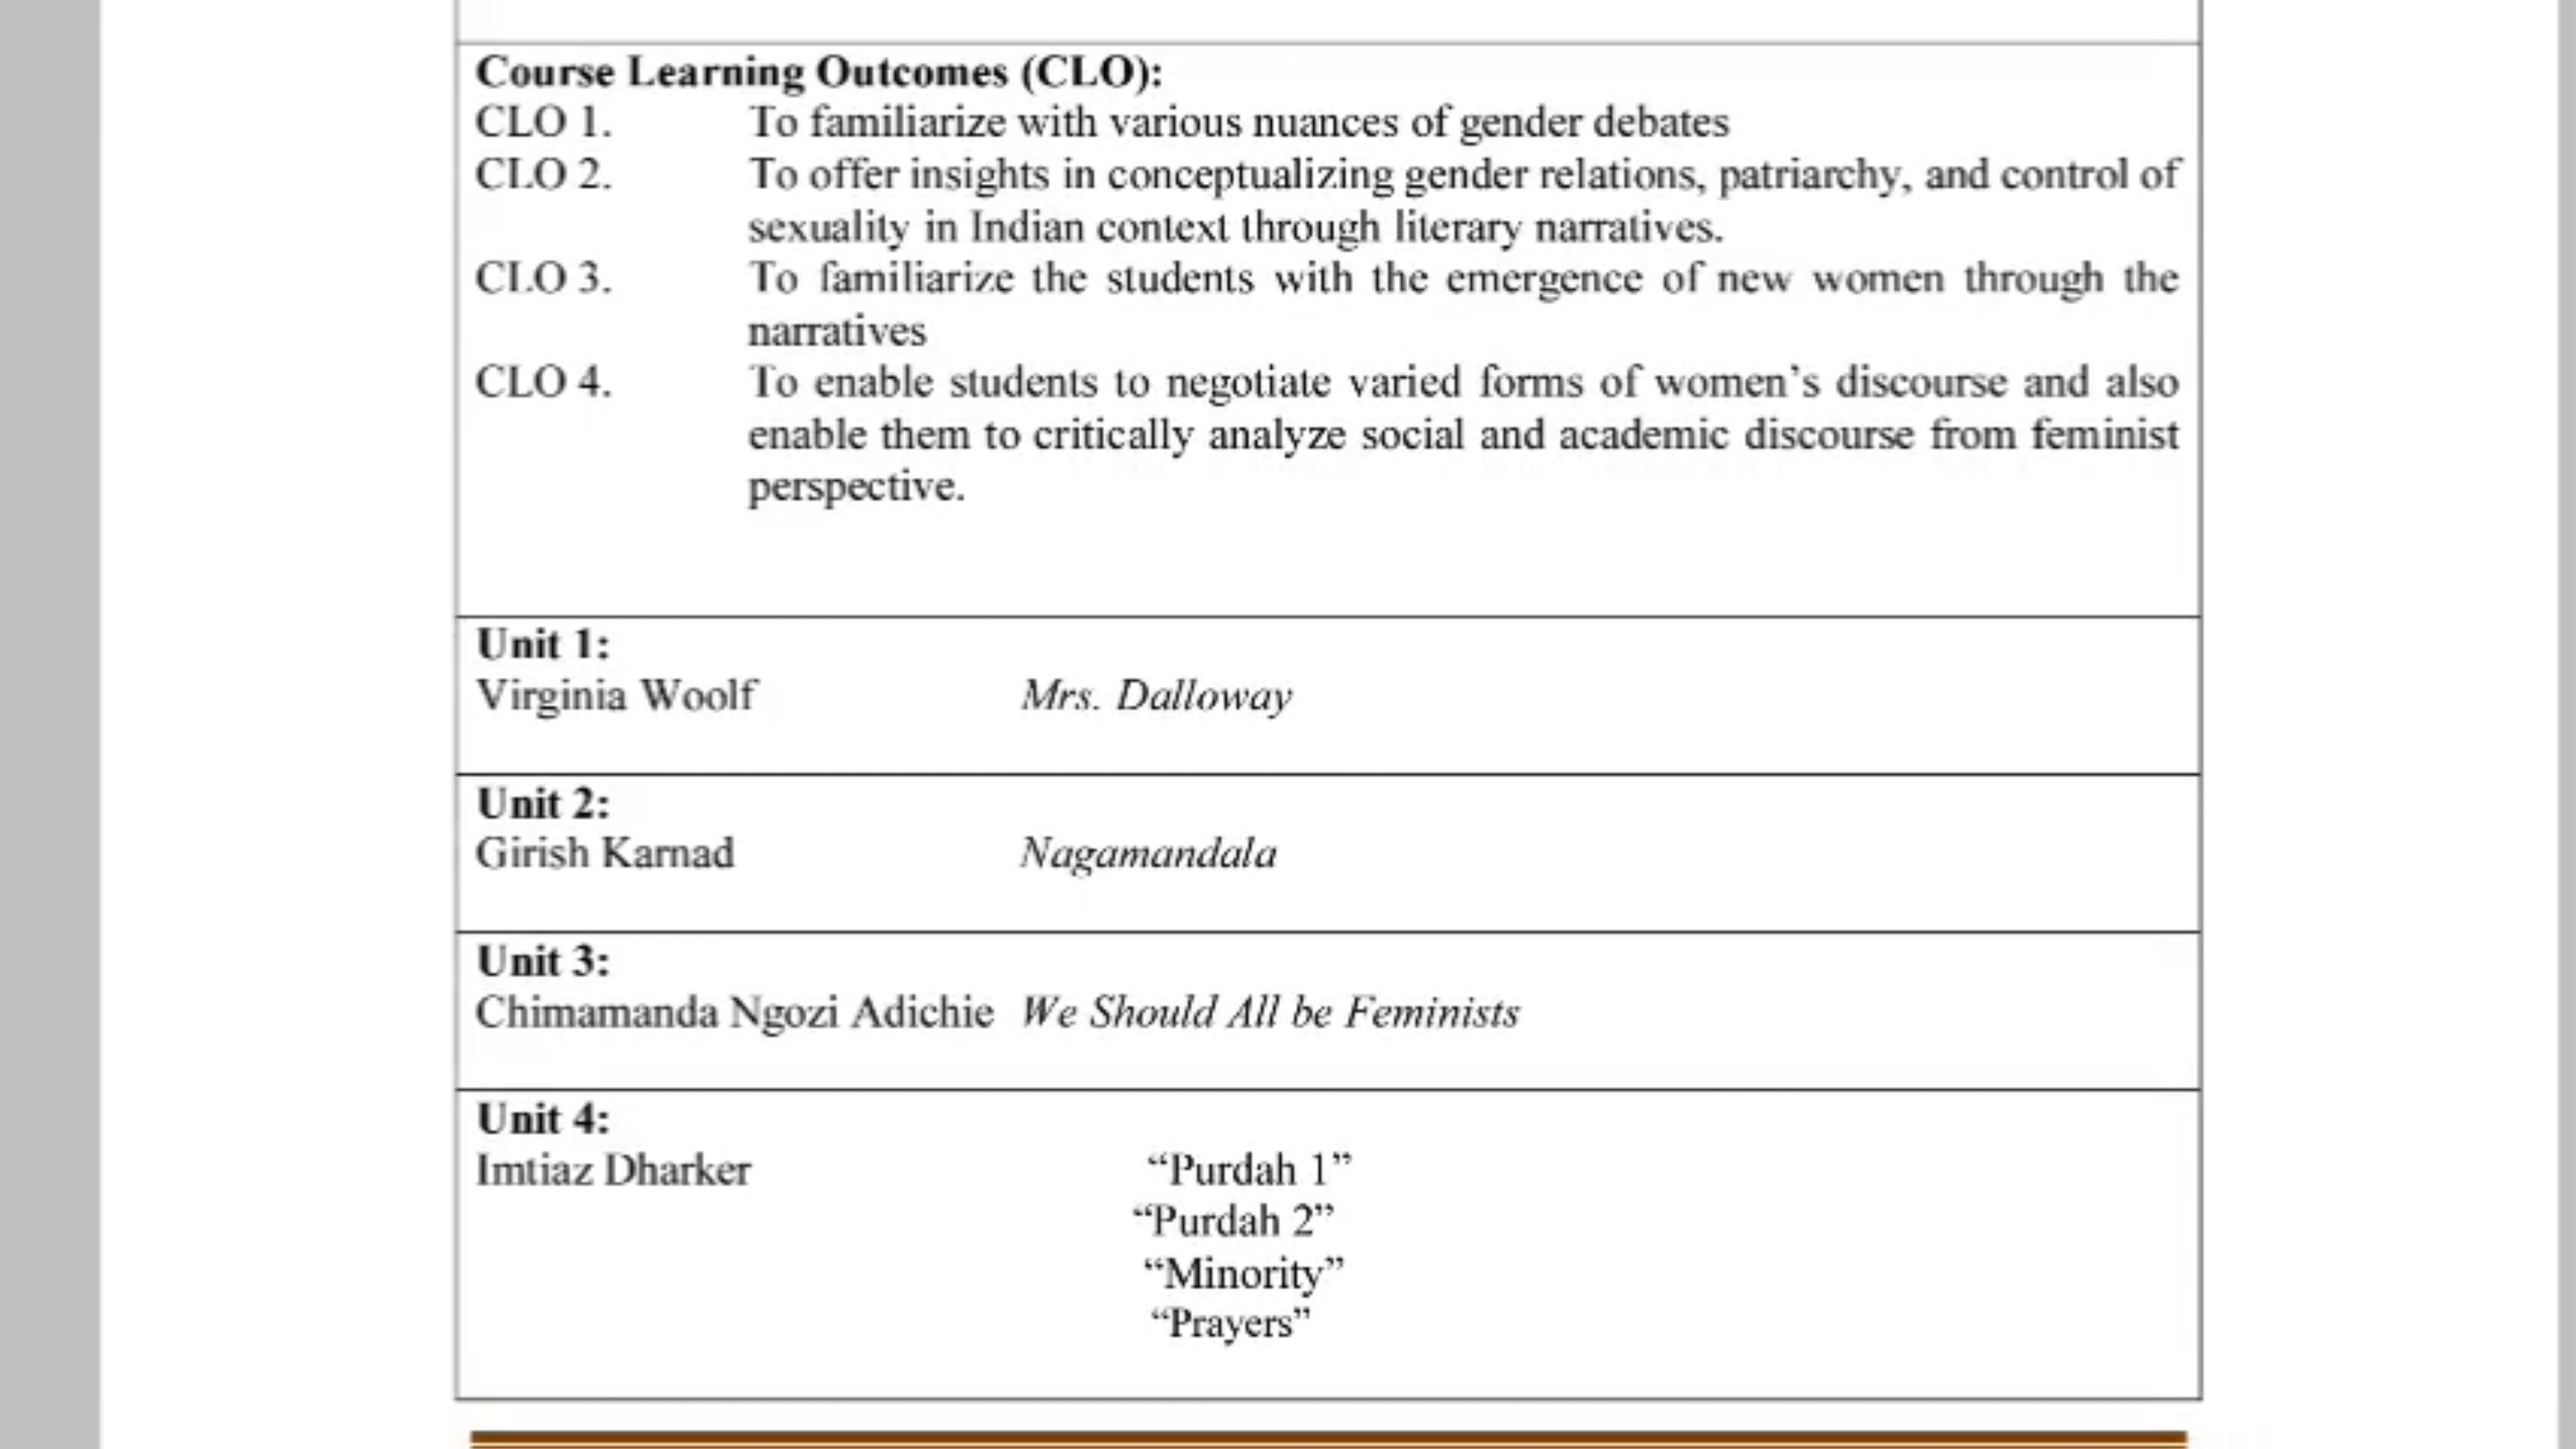 Course Learning Outcomes (CLO):
CLO 1. To familiarize with various nuances of gender debates
CLO 2. To offer insights in conceptualizing gender relations, patriarchy, and control of
sexuality in Indian context through literary narratives.
CLO 3. To familiarize the students with the emergence of new women through the
narratives
CLO 4. To enable students to negotiate varied forms of women’s discourse and also
enable them to critically analyze social and academic discourse from feminist
perspective.
Unit 1:
Virginia Woolf Mrs. Dalloway
Unit 2:
Girish Karnad Nagamandala
Unit 3:
Chimamanda Ngozi Adichie We Should All be Feminists
Unit 4:
Imtiaz Dharker “Purdah 1”
“Purdah 2”
“Minority”
“Prayers”